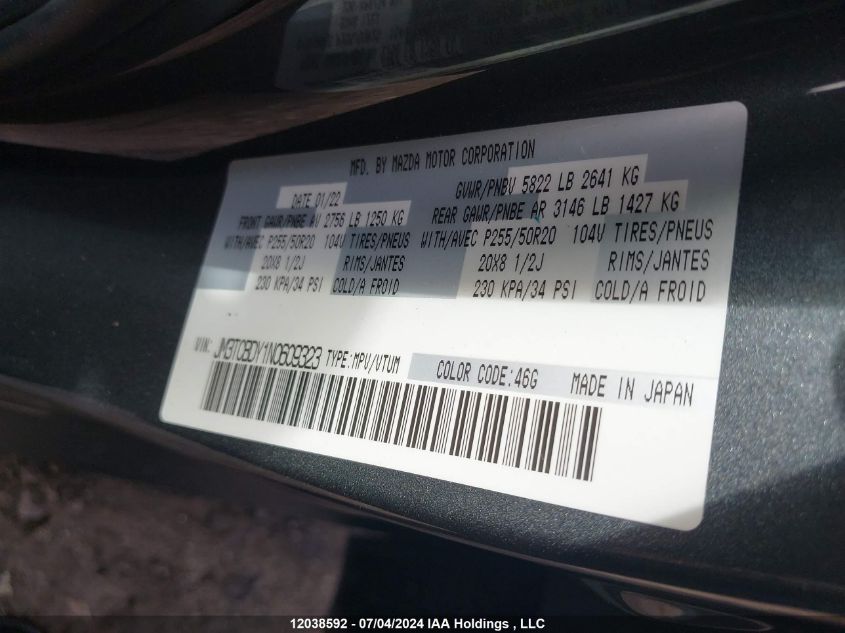 MFD. BY MAZDA MOTOR CORPORATION
DATE 01/22 GVWR/PNBV 5822 LB 2641 KG
FRONT GAWR/PNBE AV 2756 LB 1250 KG REAR GAWR/PNBE AR 3146 LB 1427 KG
WITH/AVEC P255/50R20 104V TIRES/PNEUS WITH/AVEC P255/50R20 104V TIRES/PNEUS
20X8 1/2J RIMS/JANTES 20X8 1/2J RIMS/JANTES
230 KPA/34 PSI COLD/A FROID 230 KPA/34 PSI COLD/A FROID
VIN: JM3TCBDY1N0609323 TYPE:MPV/VTUM COLOR CODE:46G MADE IN JAPAN
12038592 - 07/04/2024 IAA Holdings , LLC